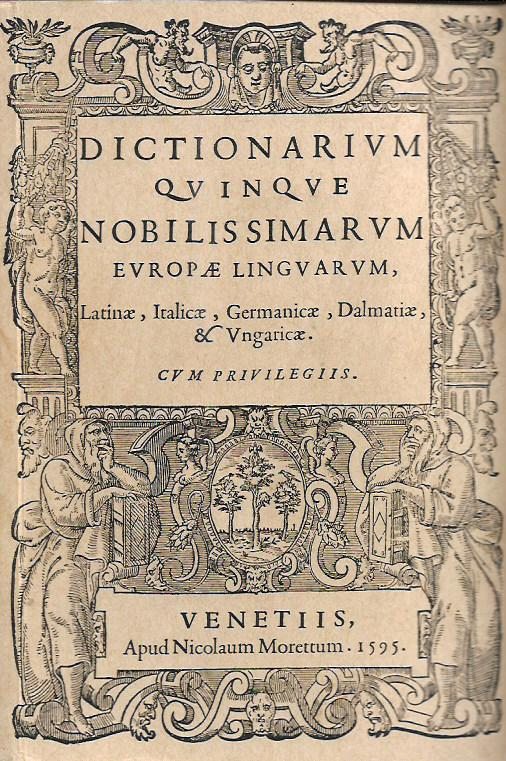 DICTIONARIVM
QVINQVE
NOBILISSIMARVM
EVROPÆ LINGVARVM,
Latinæ, Italicæ, Germanicæ, Dalmatiæ,
& Vngaricæ.
CVM PRIVILEGIIS.
VENETIIS,
Apud Nicolaum Morettum. 1595.